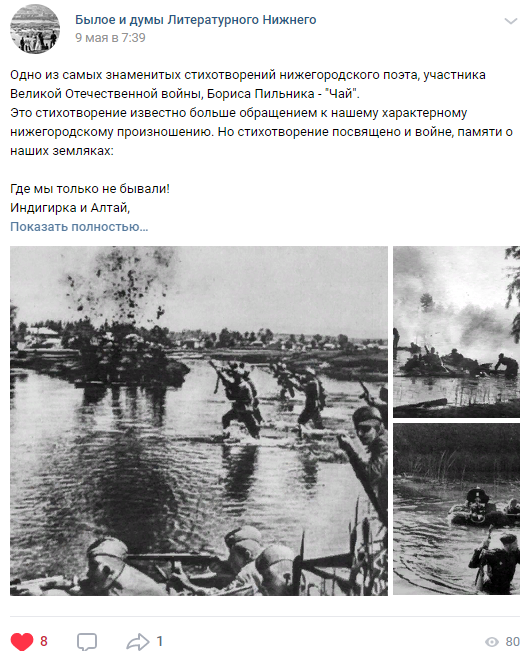 Былое и думы Литературного Нижнего
9 мая в 7:39
Одно из самых знаменитых стихотворений нижегородского поэта, участника
Великой Отечественной войны, Бориса Пильника - "Чай".
Это стихотворение известно больше обращением к нашему характерному
нижегородскому произношению. Но стихотворение посвящено и войне, памяти о
наших земляках:
Где мы только не бывали!
Индигирка и Алтай,
Показать полностью...
8
1
80